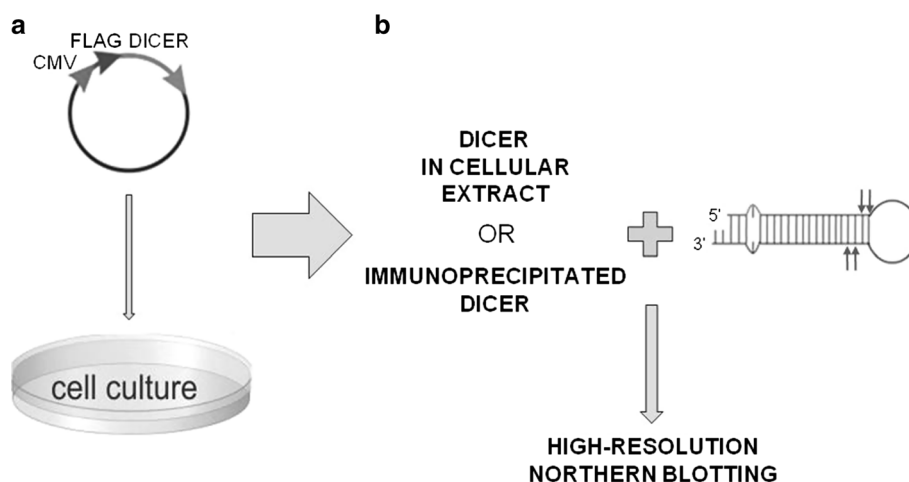 a
FLAG DICER
CMV
cell culture
b
DICER
IN CELLULAR
EXTRACT
OR
IMMUNOPRECIPITATED
DICER
5'
3'
HIGH-RESOLUTION
NORTHERN BLOTTING